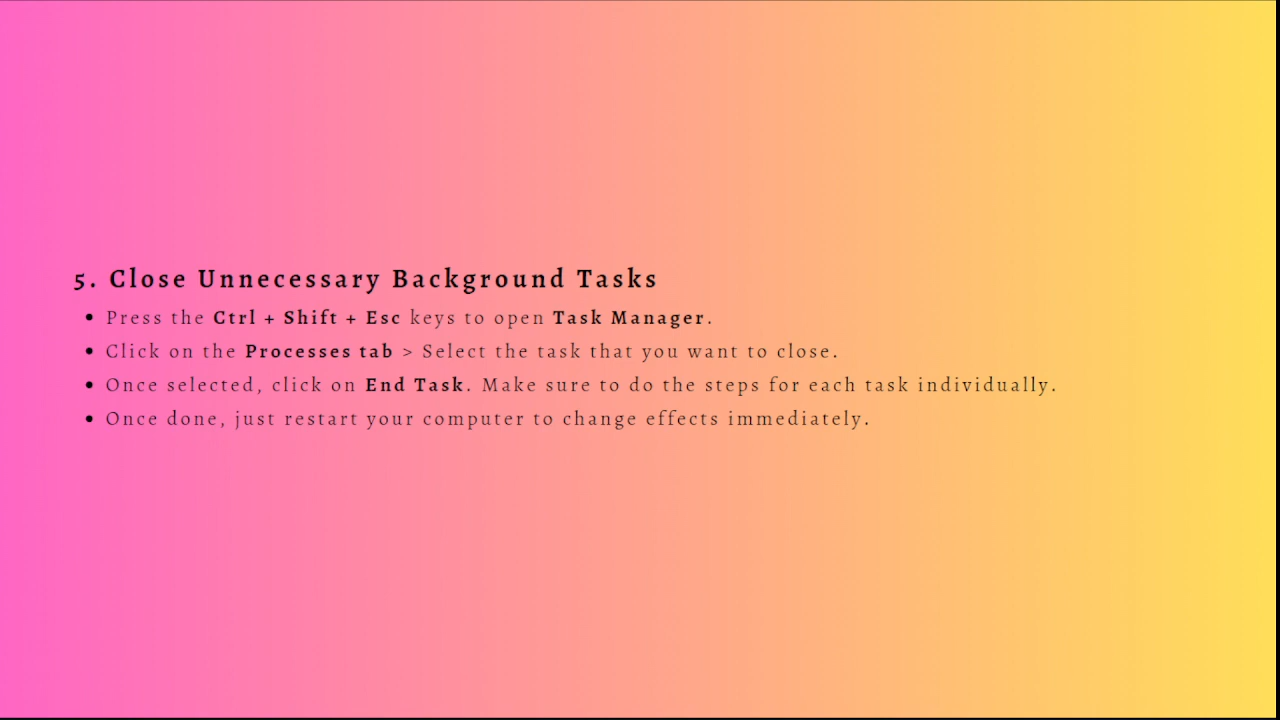 5. Close Unnecessary Background Tasks
• Press the Ctrl + Shift + Esc keys to open Task Manager.
• Click on the Processes tab > Select the task that you want to close.
• Once selected, click on End Task. Make sure to do the steps for each task individually.
• Once done, just restart your computer to change effects immediately.